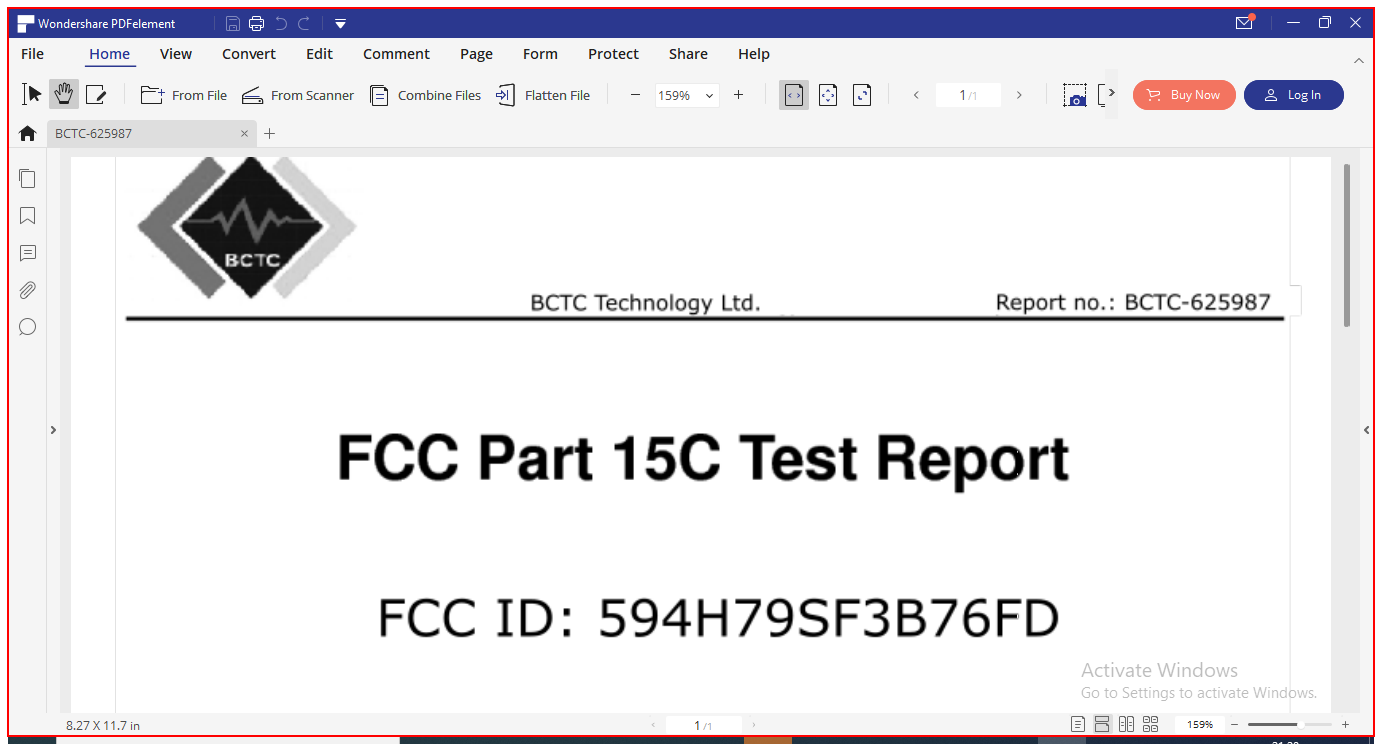 Wondershare PDFelement
File Home View Convert Edit Comment Page Form Protect Share Help
From File From Scanner Combine Files Flatten File 159% 1/1 Buy Now Log In
BCTC-625987
BCTC
BCTC Technology Ltd. Report no.: BCTC-625987
FCC Part 15C Test Report
FCC ID: 594H79SF3B76FD
Activate Windows
Go to Settings to activate Windows.
8.27 X 11.7 in 1/1 159%